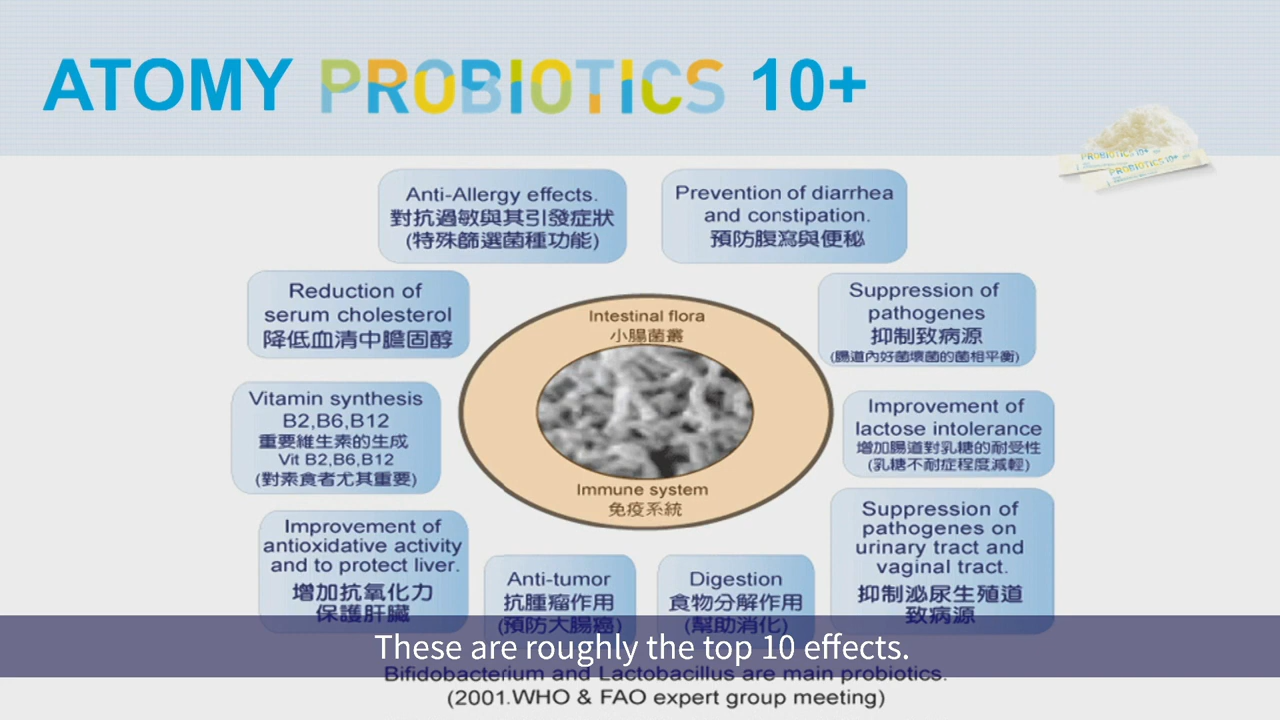 ATOMY PROBIOTICS 10+
PROBIOTICS 10+
PROBIOTICS 10+
Anti-Allergy effects.
對抗過敏與其引發症狀
(特殊篩選菌種功能)
Prevention of diarrhea
and constipation.
預防腹瀉與便秘
Reduction of
serum cholesterol
降低血清中膽固醇
Suppression of
pathogenes
抑制致病源
(腸道內好菌壞菌的菌相平衡)
Intestinal flora
小腸菌叢
Immune system
免疫系統
Vitamin synthesis
B2,B6,B12
重要維生素的生成
Vit B2,B6,B12
(對素食者尤其重要)
Improvement of
lactose intolerance
增加腸道對乳糖的耐受性
(乳糖不耐症程度減輕)
Improvement of
antioxidative activity
and to protect liver.
增加抗氧化力
保護肝臟
Anti-tumor
抗腫瘤作用
(預防大腸癌)
Digestion
食物分解作用
(幫助消化)
Suppression of
pathogenes on
urinary tract and
vaginal tract.
抑制泌尿生殖道
致病源
These are roughly the top 10 effects.
Bifidobacterium and Lactobacillus are main probiotics.
(2001.WHO & FAO expert group meeting)